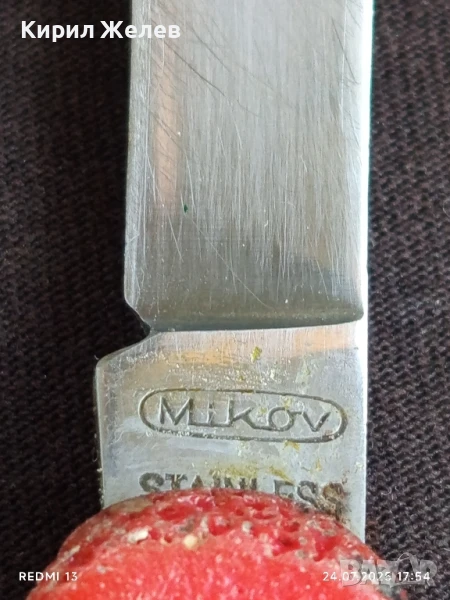 Кирил Желев
Mikov
STAINLESS
REDMI 13
24.07.2025 17:54